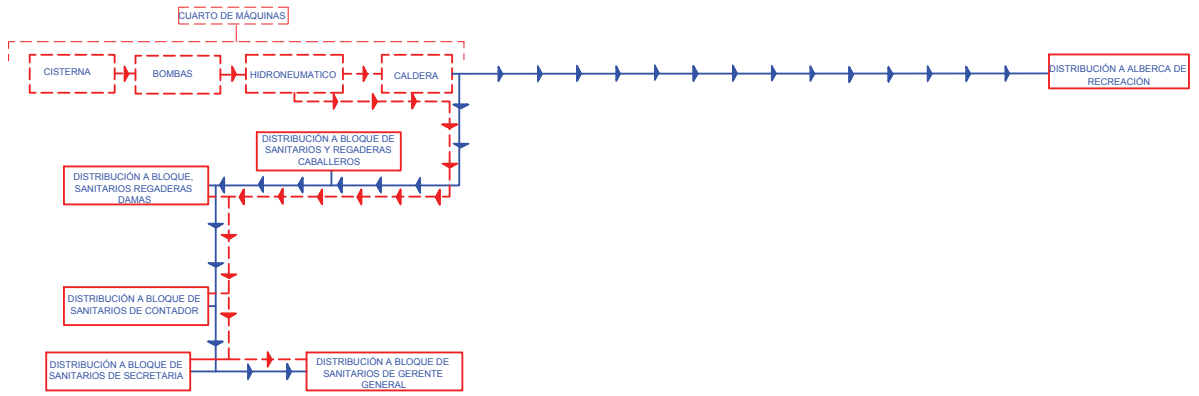 CUARTO DE MÁQUINAS
CISTERNA
BOMBAS
HIDRONEUMATICO
CALDERA
DISTRIBUCIÓN A ALBERCA DE
RECREACIÓN
DISTRIBUCIÓN A BLOQUE DE
SANITARIOS Y REGADERAS
CABALLEROS
DISTRIBUCIÓN A BLOQUE,
SANITARIOS REGADERAS
DAMAS
DISTRIBUCIÓN A BLOQUE DE
SANITARIOS DE CONTADOR
DISTRIBUCIÓN A BLOQUE DE
SANITARIOS DE SECRETARIA
DISTRIBUCIÓN A BLOQUE DE
SANITARIOS DE GERENTE
GENERAL